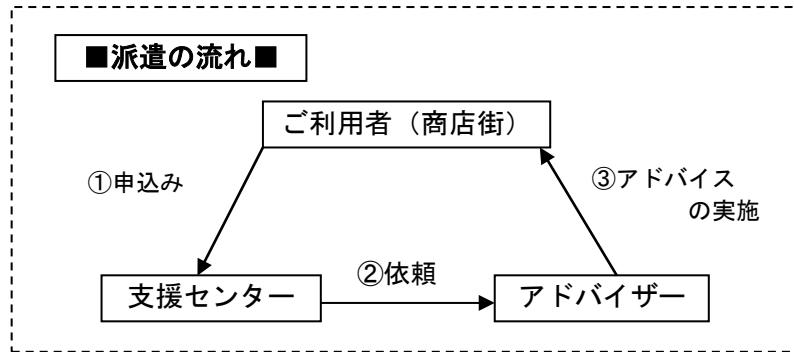 ■派遣の流れ■
ご利用者（商店街）
①申込み
③アドバイス
の実施
②依頼
支援センター
アドバイザー